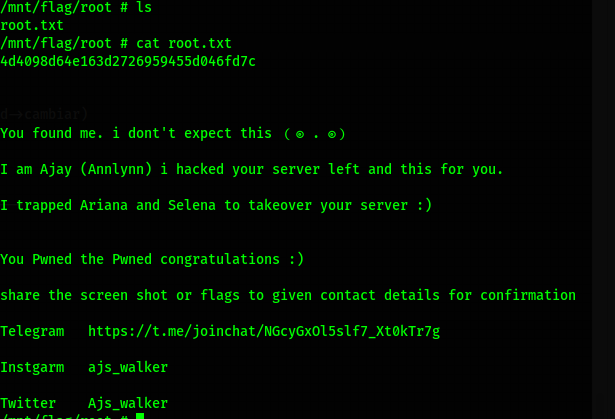 /mnt/flag/root # ls
root.txt
/mnt/flag/root # cat root.txt
4d4098d64e163d2726959455d046fd7c
d→cambiar)
You found me. i dont't expect this （◎ . ◎）
I am Ajay (Annlynn) i hacked your server left and this for you.
I trapped Ariana and Selena to takeover your server :)
You Pwned the Pwned congratulations :)
share the screen shot or flags to given contact details for confirmation
Telegram   https://t.me/joinchat/NGcyGxOl5slf7_Xt0kTr7g
Instgarm   ajs_walker
Twitter    Ajs_walker
/mnt/flag/root #